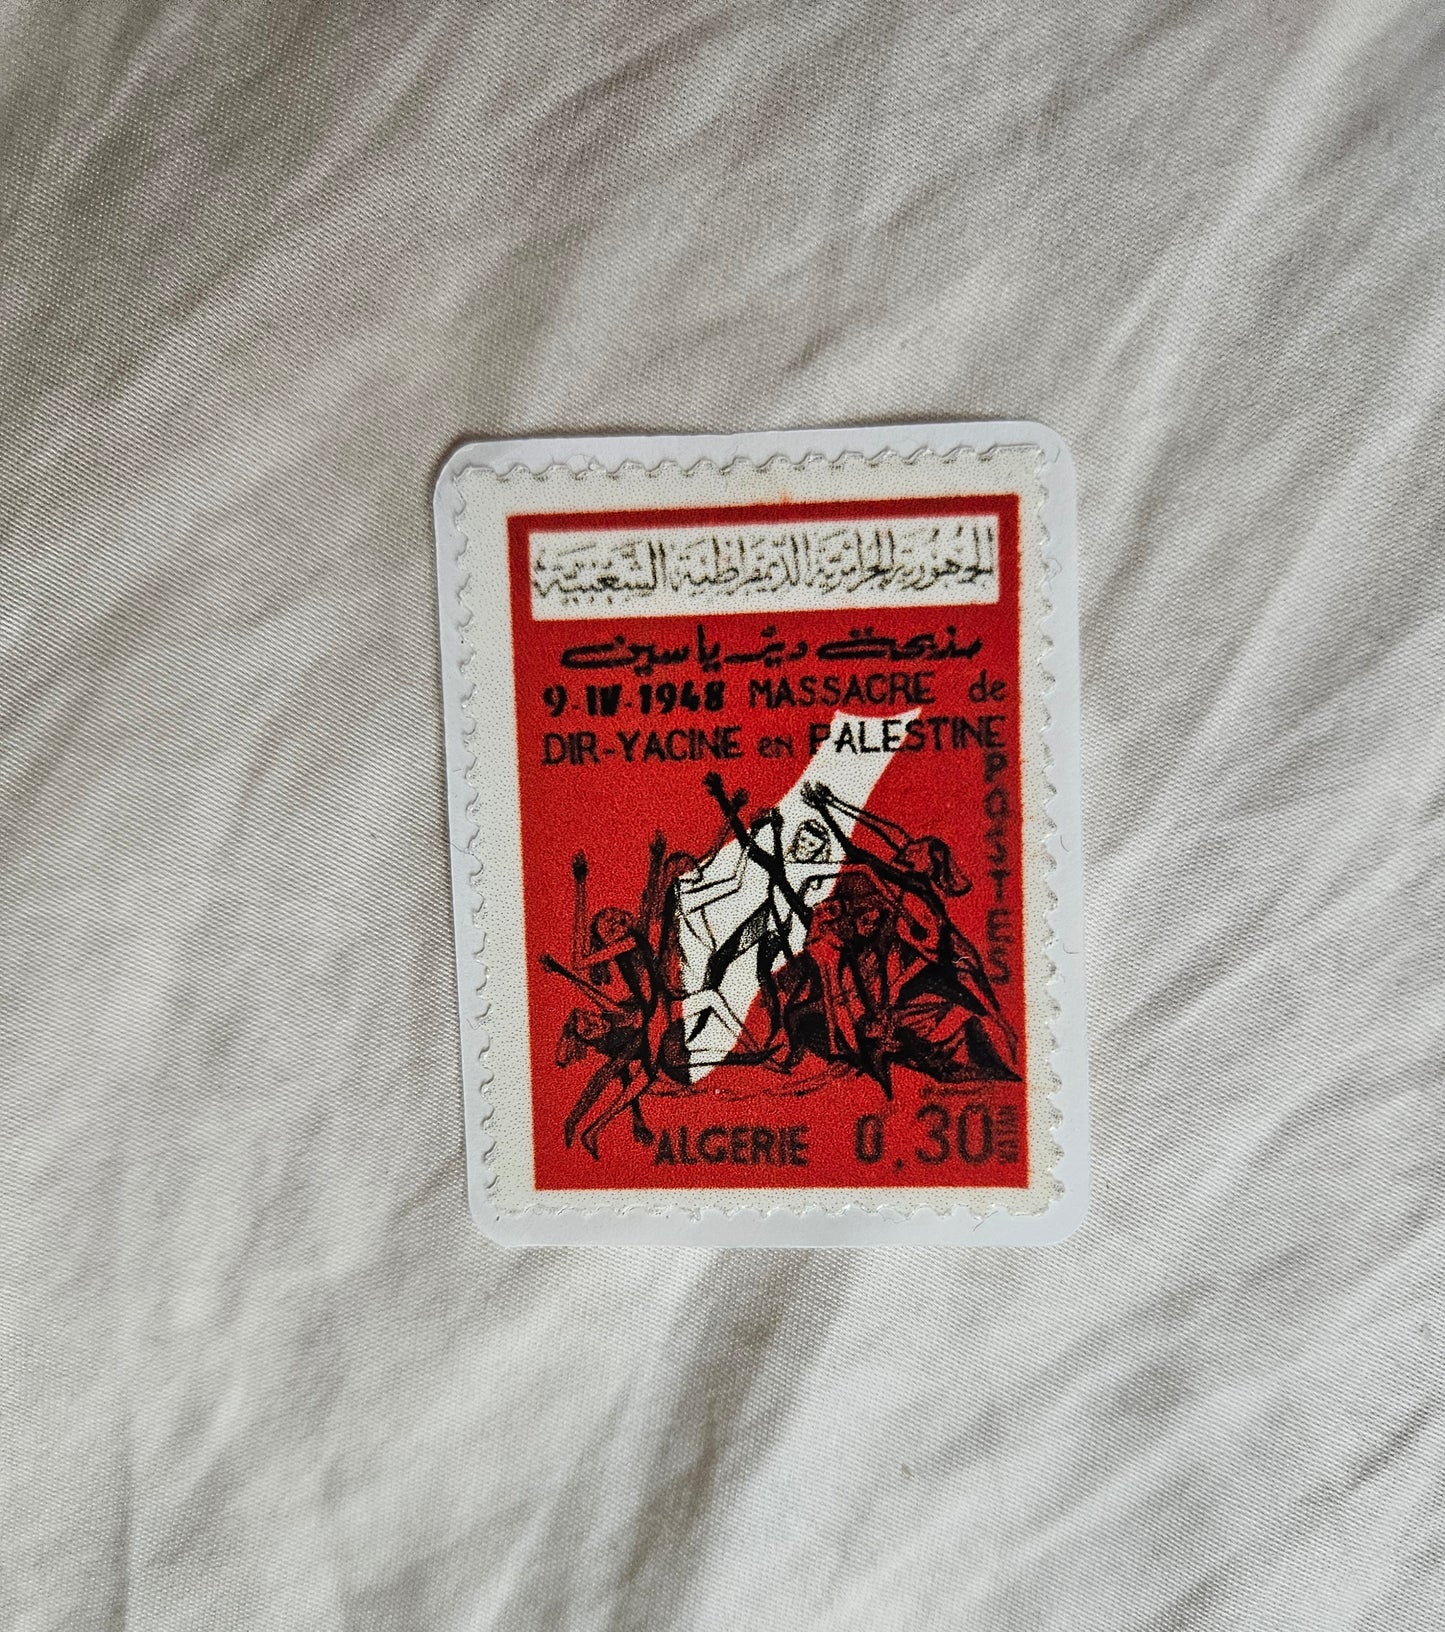 الجمهورية الجزائرية الديمقراطية الشعبية
مذبحة دير ياسين
9-IV-1948 MASSACRE de
DIR-YACINE en PALESTINE
POSTES
ALGERIE 0,30